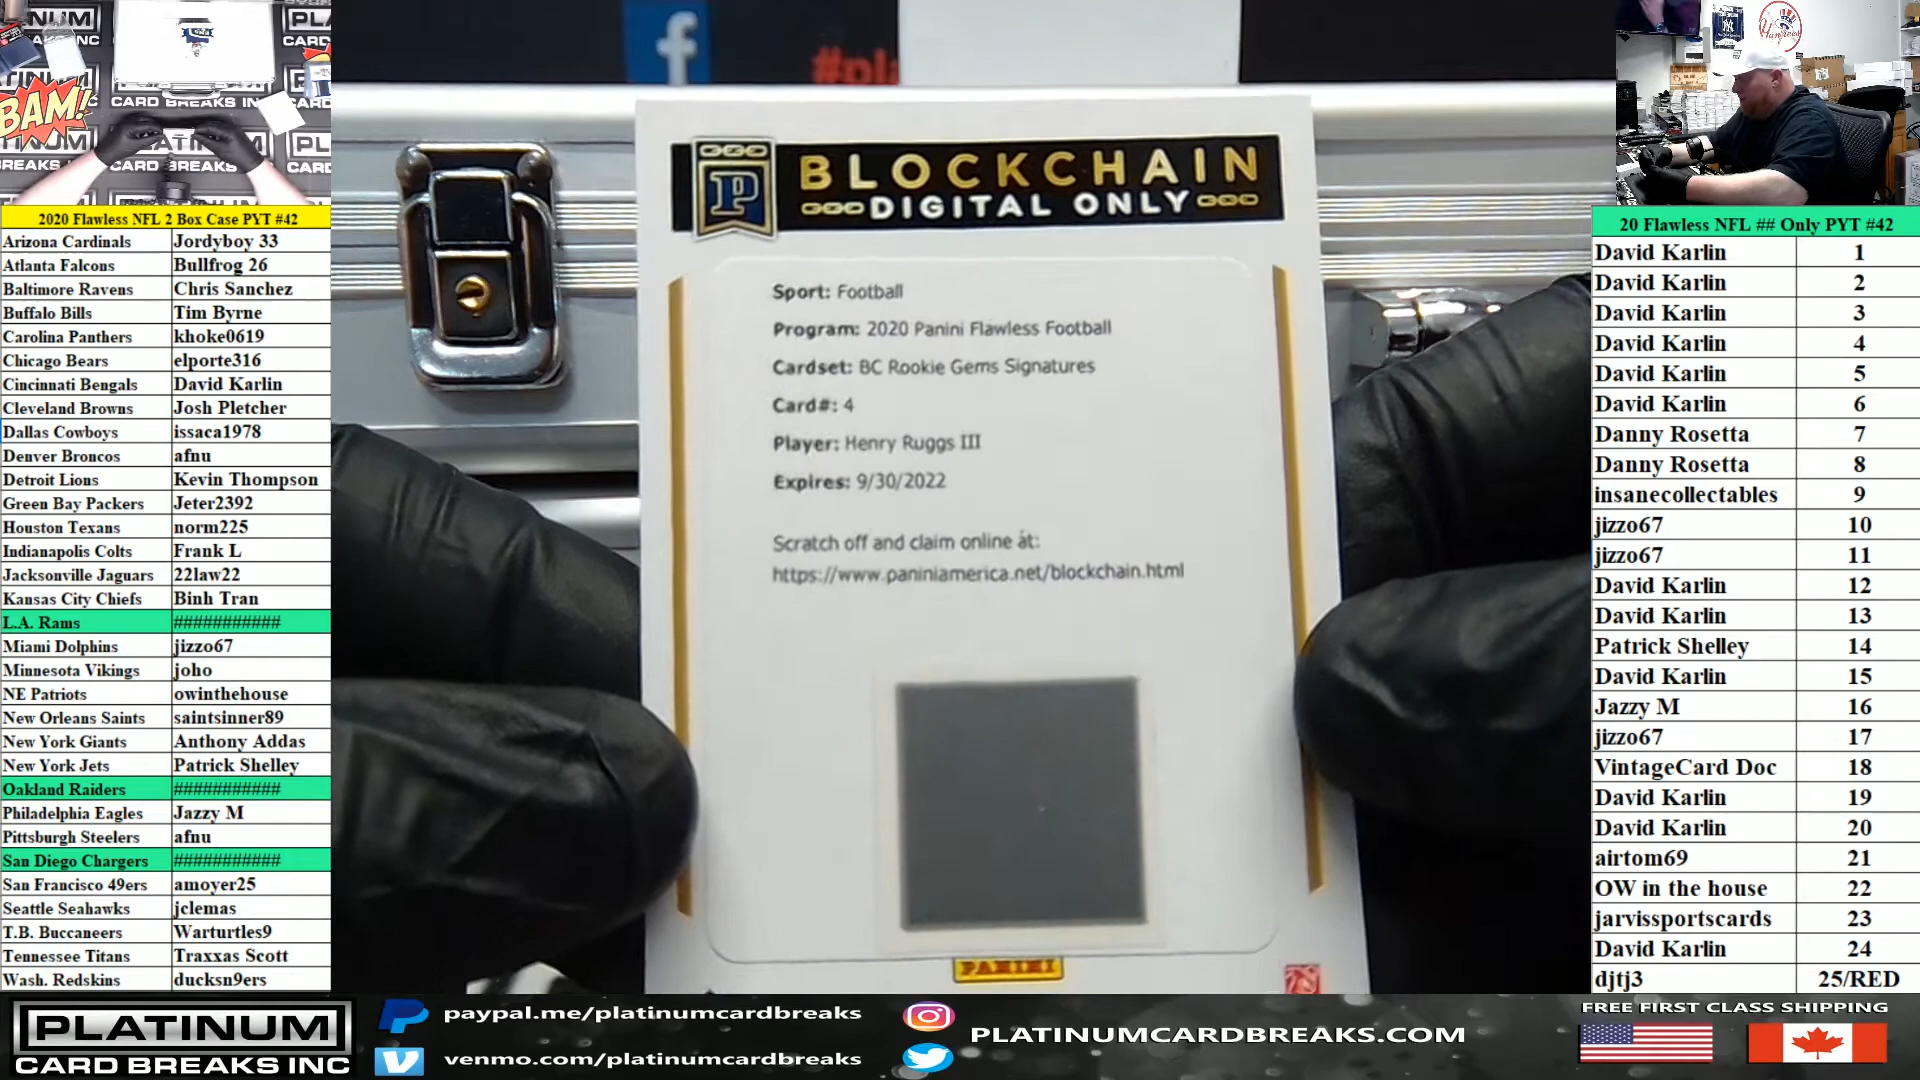 BAM!
CARD BREAKS INC
PLATINUM
#pla
2020 Flawless NFL 2 Box Case PYT #42
Arizona Cardinals Jordyboy 33
Atlanta Falcons Bullfrog 26
Baltimore Ravens Chris Sanchez
Buffalo Bills Tim Byrne
Carolina Panthers khoke0619
Chicago Bears elporte316
Cincinnati Bengals David Karlin
Cleveland Browns Josh Pletcher
Dallas Cowboys issaca1978
Denver Broncos afnu
Detroit Lions Kevin Thompson
Green Bay Packers Jeter2392
Houston Texans norm225
Indianapolis Colts Frank L
Jacksonville Jaguars 22law22
Kansas City Chiefs Binh Tran
L.A. Rams ###########
Miami Dolphins jizzo67
Minnesota Vikings joho
NE Patriots owinthehouse
New Orleans Saints saintsinner89
New York Giants Anthony Addas
New York Jets Patrick Shelley
Oakland Raiders ###########
Philadelphia Eagles Jazzy M
Pittsburgh Steelers afnu
San Diego Chargers ###########
San Francisco 49ers amoyer25
Seattle Seahawks jclemas
T.B. Buccaneers Warturtles9
Tennessee Titans Traxxas Scott
Wash. Redskins ducksn9ers
P BLOCKCHAIN
DIGITAL ONLY
Sport: Football
Program: 2020 Panini Flawless Football
Cardset: BC Rookie Gems Signatures
Card#: 4
Player: Henry Ruggs III
Expires: 9/30/2022
Scratch off and claim online at:
https://www.paniniamerica.net/blockchain.html
PANINI
Yankees
20 Flawless NFL ## Only PYT #42
David Karlin 1
David Karlin 2
David Karlin 3
David Karlin 4
David Karlin 5
David Karlin 6
Danny Rosetta 7
Danny Rosetta 8
insanecollectables 9
jizzo67 10
jizzo67 11
David Karlin 12
David Karlin 13
Patrick Shelley 14
David Karlin 15
Jazzy M 16
jizzo67 17
VintageCard Doc 18
David Karlin 19
David Karlin 20
airtom69 21
OW in the house 22
jarvissportscards 23
David Karlin 24
djtj3 25/RED
PLATINUM
CARD BREAKS INC
paypal.me/platinumcardbreaks
venmo.com/platinumcardbreaks
PLATINUMCARDBREAKS.COM
FREE FIRST CLASS SHIPPING